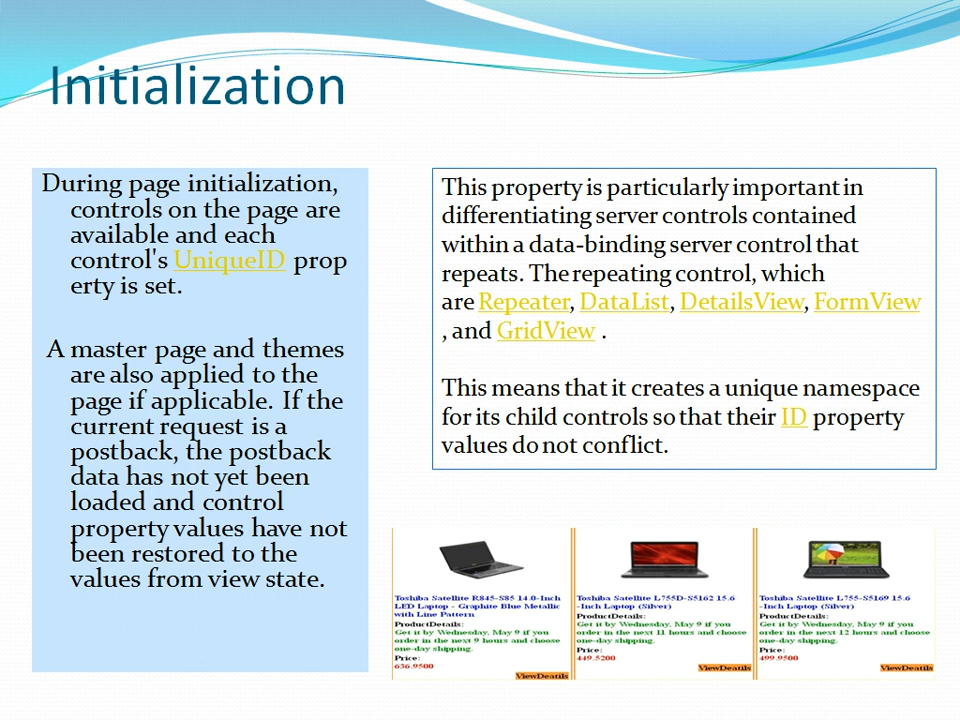 Initialization
During page initialization,
controls on the page are
available and each
control's UniqueID prop
erty is set.
A master page and themes
are also applied to the
page if applicable. If the
current request is a
postback, the postback
data has not yet been
loaded and control
property values have not
been restored to the
values from view state.
This property is particularly important in
differentiating server controls contained
within a data-binding server control that
repeats. The repeating control, which
are Repeater, DataList, DetailsView, FormView
, and GridView .
This means that it creates a unique namespace
for its child controls so that their ID property
values do not conflict.
Toshiba Satellite R845-S85 14.0-Inch
LED Laptop - Graphite Blue Metallic
with Line Pattern
ProductDetails:
Get it by Wednesday, May 9 if you
order in the next 9 hours and choose
one-day shipping.
Price:
636.9500
ViewDeatils
Toshiba Satellite L755D-S5162 15.6
-Inch Laptop (Silver)
ProductDetails:
Get it by Wednesday, May 9 if you
order in the next 11 hours and choose
one-day shipping.
Price:
449.5200
ViewDeatils
Toshiba Satellite L755-S5169 15.6
-Inch Laptop (Silver)
ProductDetails:
Get it by Wednesday, May 9 if you
order in the next 12 hours and choose
one-day shipping.
Price:
499.9500
ViewDeatils